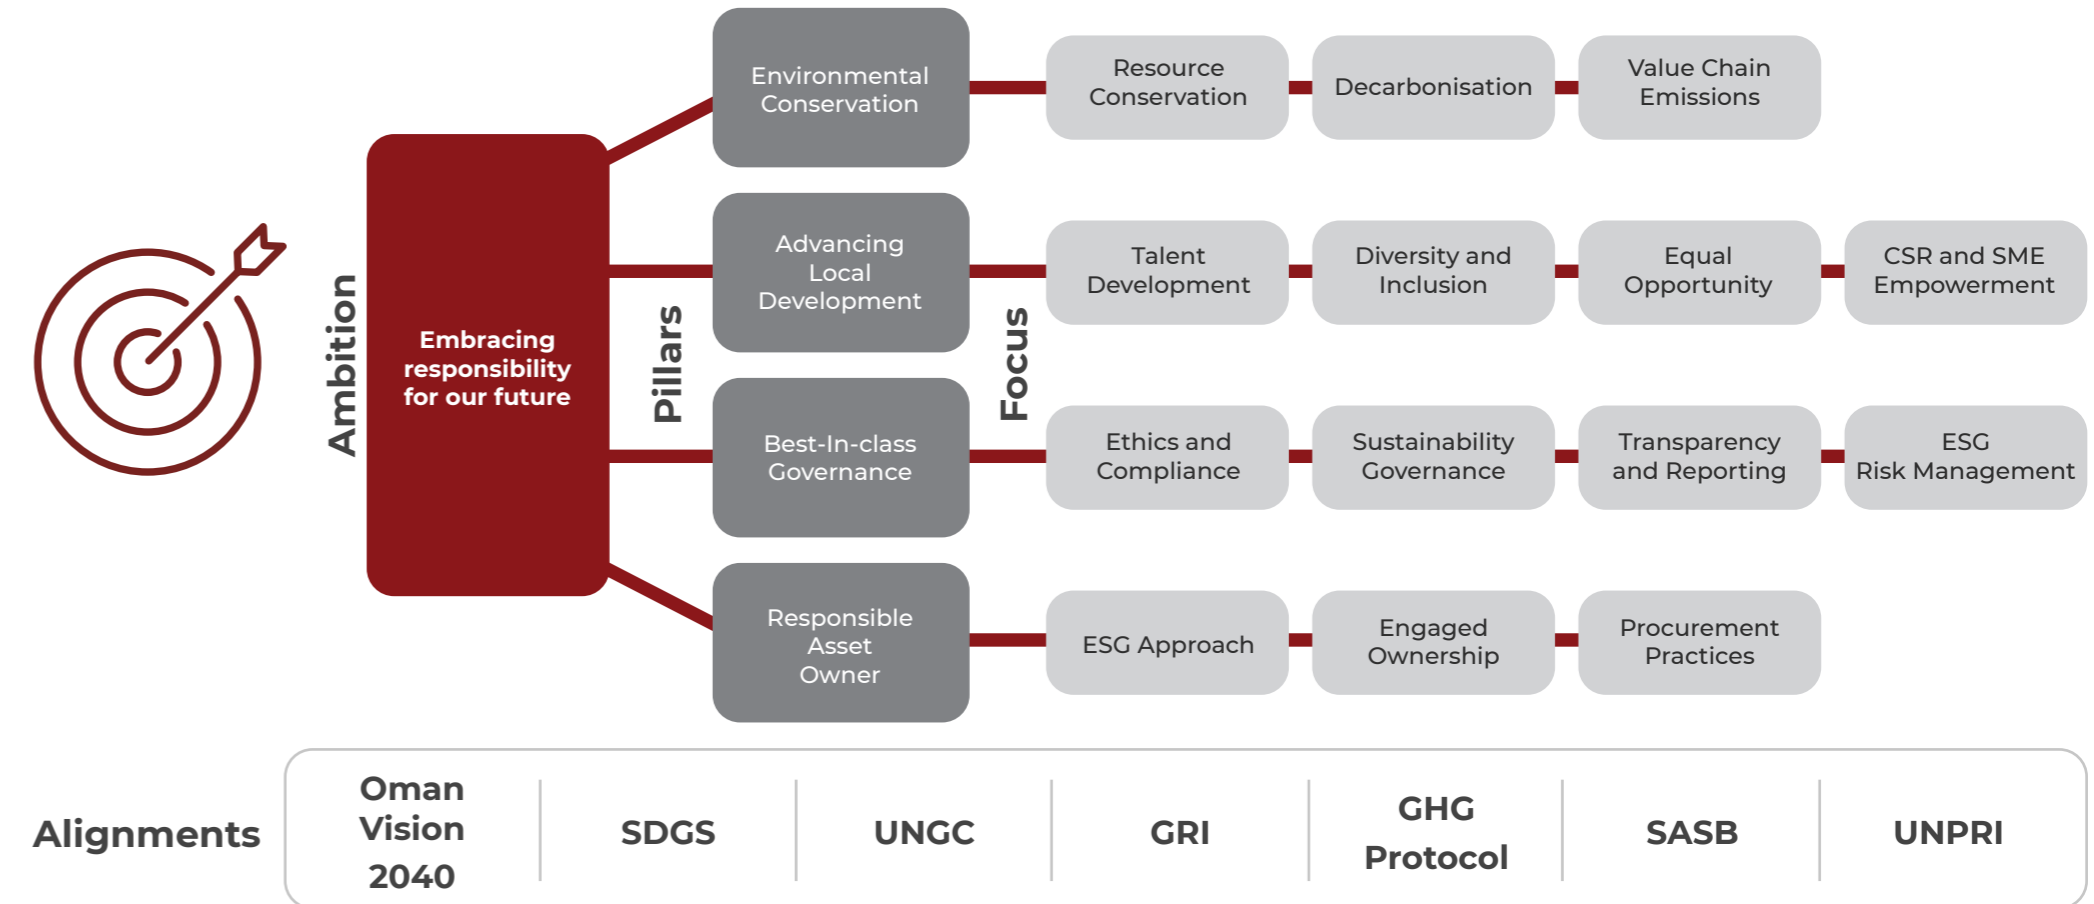 Ambition
Embracing
responsibility
for our future
Pillars
Focus
Environmental
Conservation
Resource
Conservation
Decarbonisation
Value Chain
Emissions
Advancing
Local
Development
Talent
Development
Diversity and
Inclusion
Equal
Opportunity
CSR and SME
Empowerment
Best-In-class
Governance
Ethics and
Compliance
Sustainability
Governance
Transparency
and Reporting
ESG
Risk Management
Responsible
Asset
Owner
ESG Approach
Engaged
Ownership
Procurement
Practices
Alignments
Oman
Vision
2040
SDGS
UNGC
GRI
GHG
Protocol
SASB
UNPRI